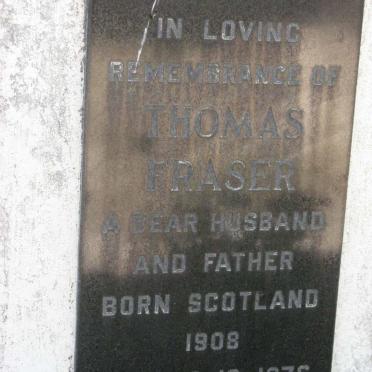 IN LOVING
REMEMBRANCE OF
THOMAS
FRASER
A DEAR HUSBAND
AND FATHER
BORN SCOTLAND
1908